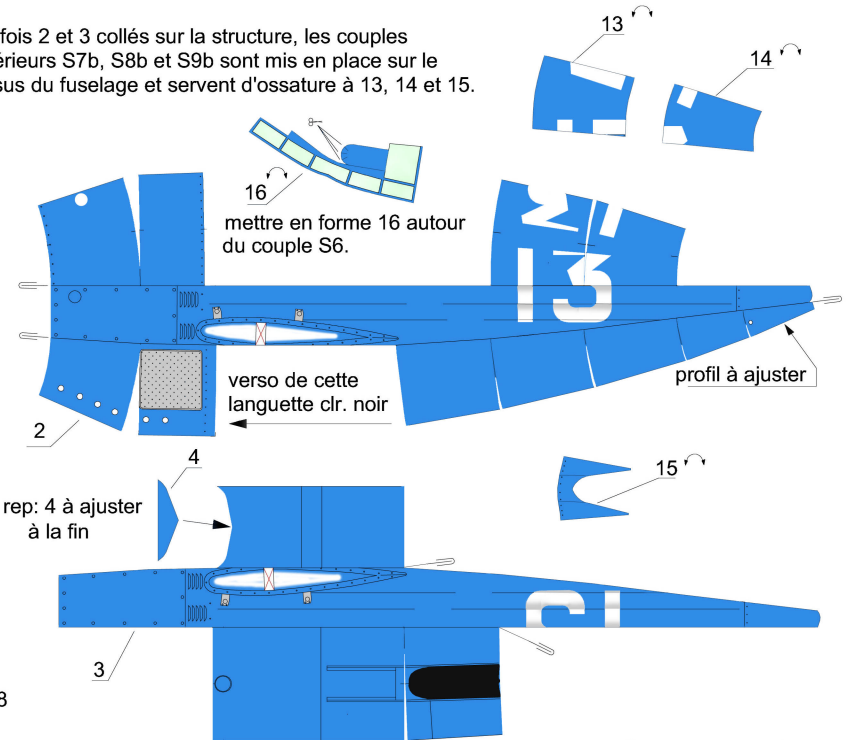 fois 2 et 3 collés sur la structure, les couples
érieurs S7b, S8b et S9b sont mis en place sur le
sus du fuselage et servent d'ossature à 13, 14 et 15.
13
14
16
mettre en forme 16 autour
du couple S6.
13
verso de cette
languette clr. noir
profil à ajuster
2
4
15
rep: 4 à ajuster
à la fin
3
8